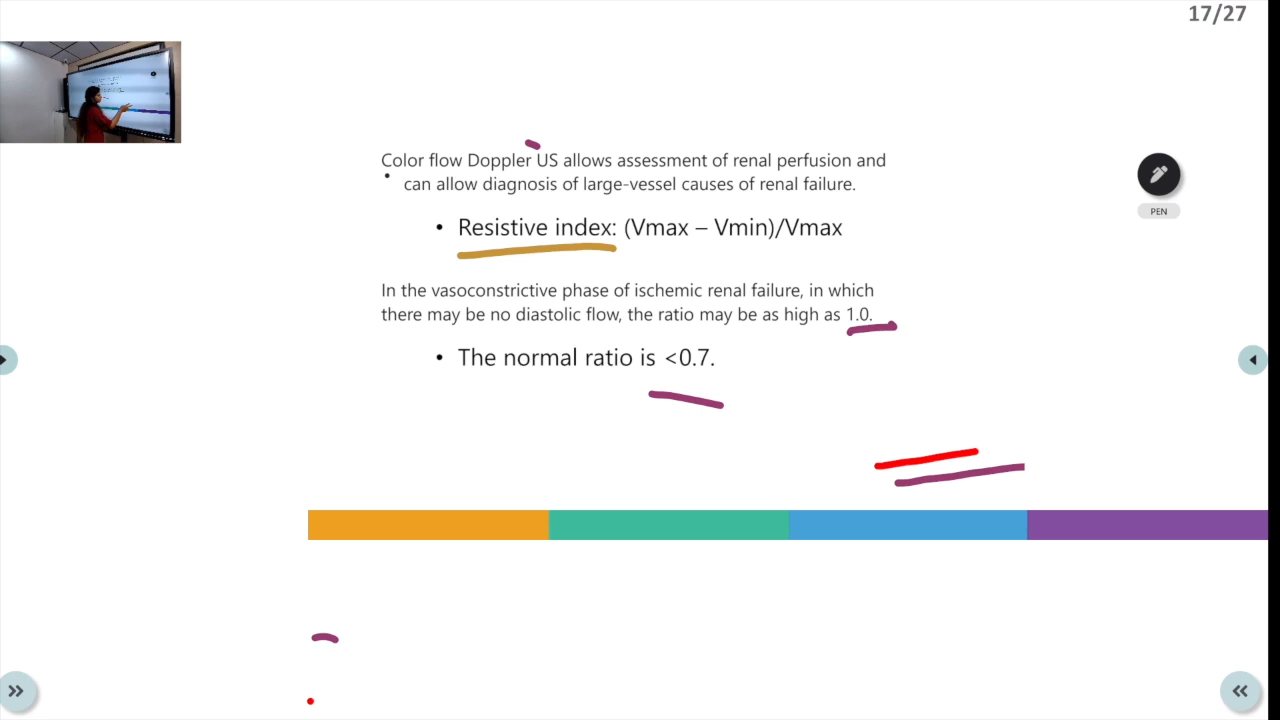 17/27
Color flow Doppler US allows assessment of renal perfusion and
• can allow diagnosis of large-vessel causes of renal failure.
• Resistive index: (Vmax – Vmin)/Vmax
PEN
In the vasoconstrictive phase of ischemic renal failure, in which
there may be no diastolic flow, the ratio may be as high as 1.0.
• The normal ratio is <0.7.